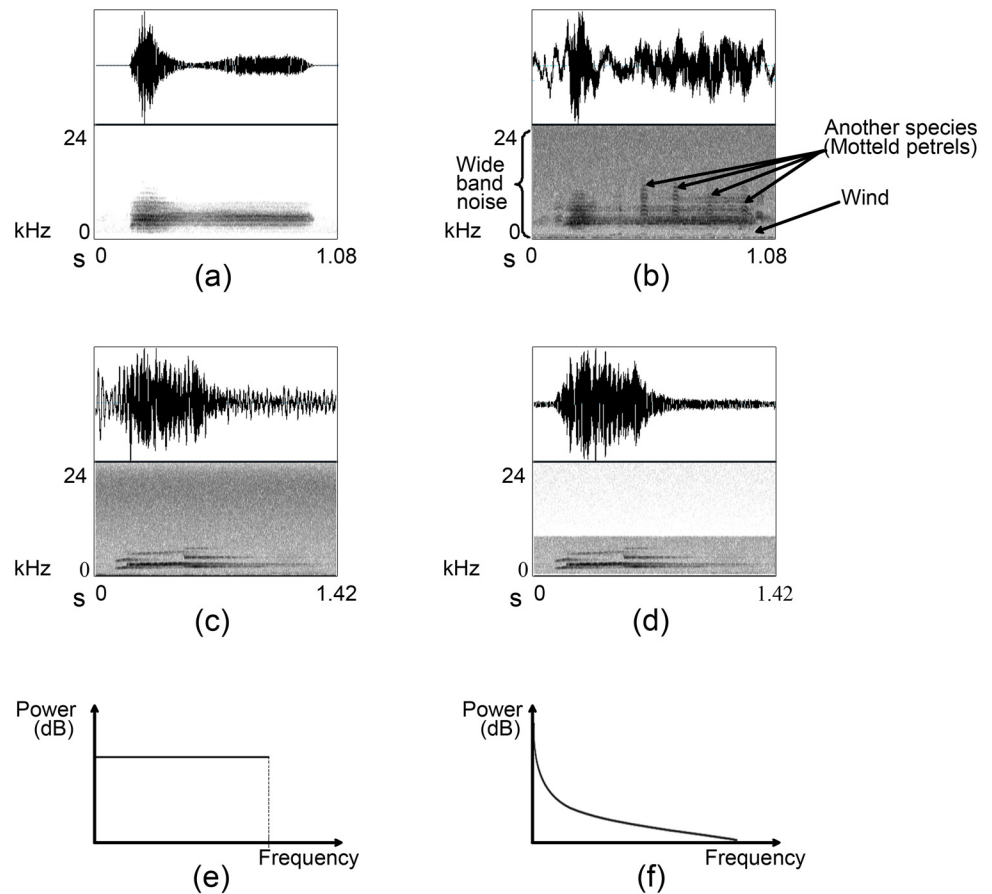 24
kHz
0
s
0
1.08
(a)
24
Wide
band
noise
kHz
0
s
0
1.08
Another species
(Motteld petrels)
Wind
(b)
24
kHz
0
s
0
1.42
(c)
24
kHz
0
s
0
1.42
(d)
Power
(dB)
Frequency
(e)
Power
(dB)
Frequency
(f)